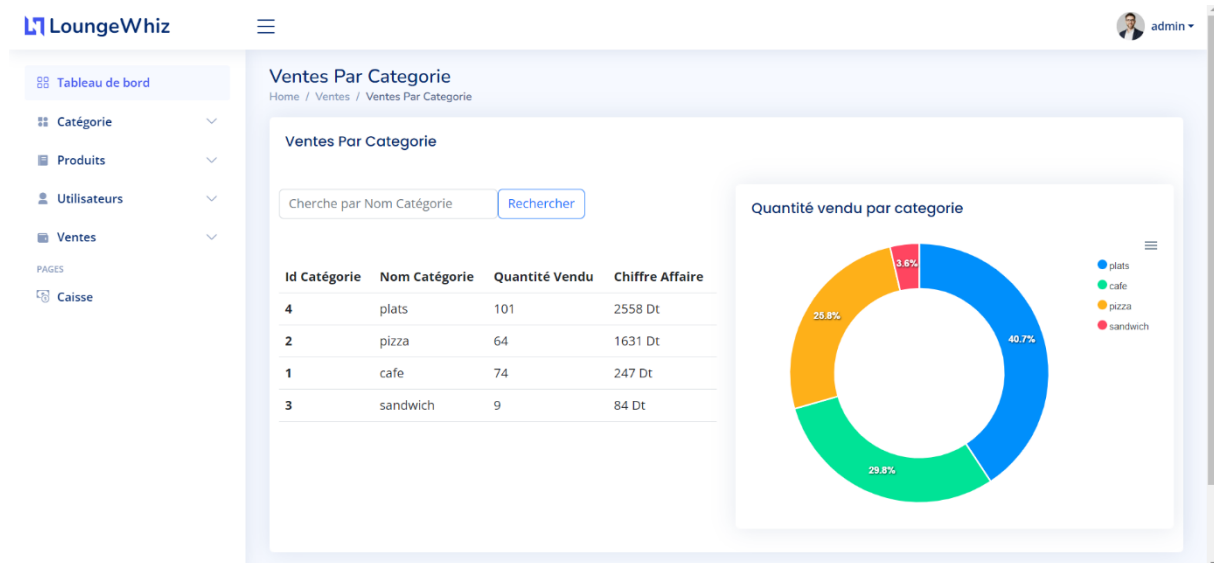 LoungeWhiz
admin
Tableau de bord
Catégorie
Produits
Utilisateurs
Ventes
PAGES
Caisse
Ventes Par Categorie
Home / Ventes / Ventes Par Categorie
Ventes Par Categorie
Cherche par Nom Catégorie Rechercher
Id Catégorie Nom Catégorie Quantité Vendu Chiffre Affaire
4 plats 101 2558 Dt
2 pizza 64 1631 Dt
1 cafe 74 247 Dt
3 sandwich 9 84 Dt
Quantité vendu par categorie
3.6%
25.8%
40.7%
29.8%
plats
cafe
pizza
sandwich